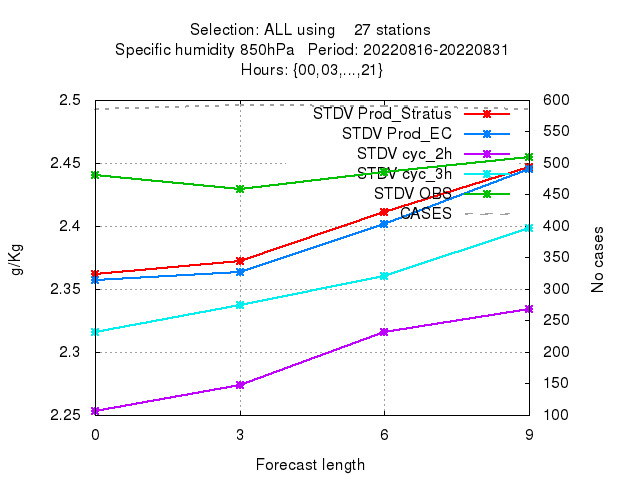 Selection: ALL using 27 stations
Specific humidity 850hPa Period: 20220816-20220831
Hours: {00,03,...,21}
2.5
2.45
2.4
2.35
2.3
2.25
g/Kg
STDV Prod_Stratus
STDV Prod_EC
STDV cyc_2h
STDV cyc_3h
STDV OBS
CASES
600
550
500
450
400
350
300
250
200
150
100
No cases
0 3 6 9
Forecast length